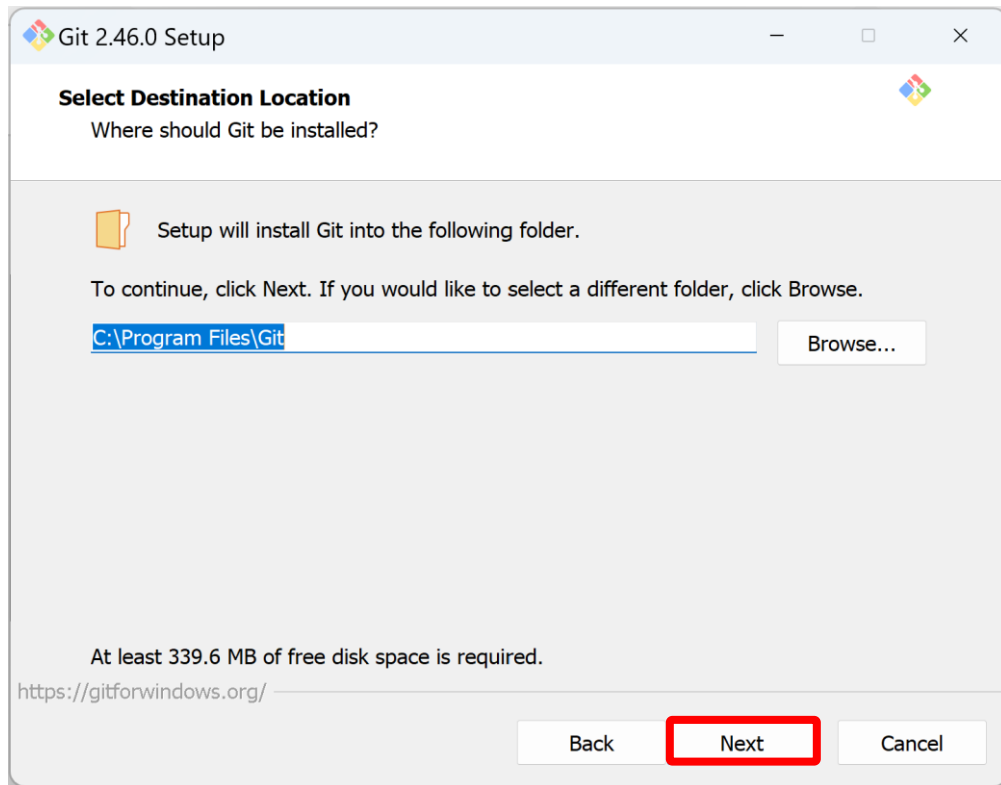 Git 2.46.0 Setup
Select Destination Location
Where should Git be installed?
Setup will install Git into the following folder.
To continue, click Next. If you would like to select a different folder, click Browse.
C:\Program Files\Git
Browse...
At least 339.6 MB of free disk space is required.
https://gitforwindows.org/
Back Next Cancel